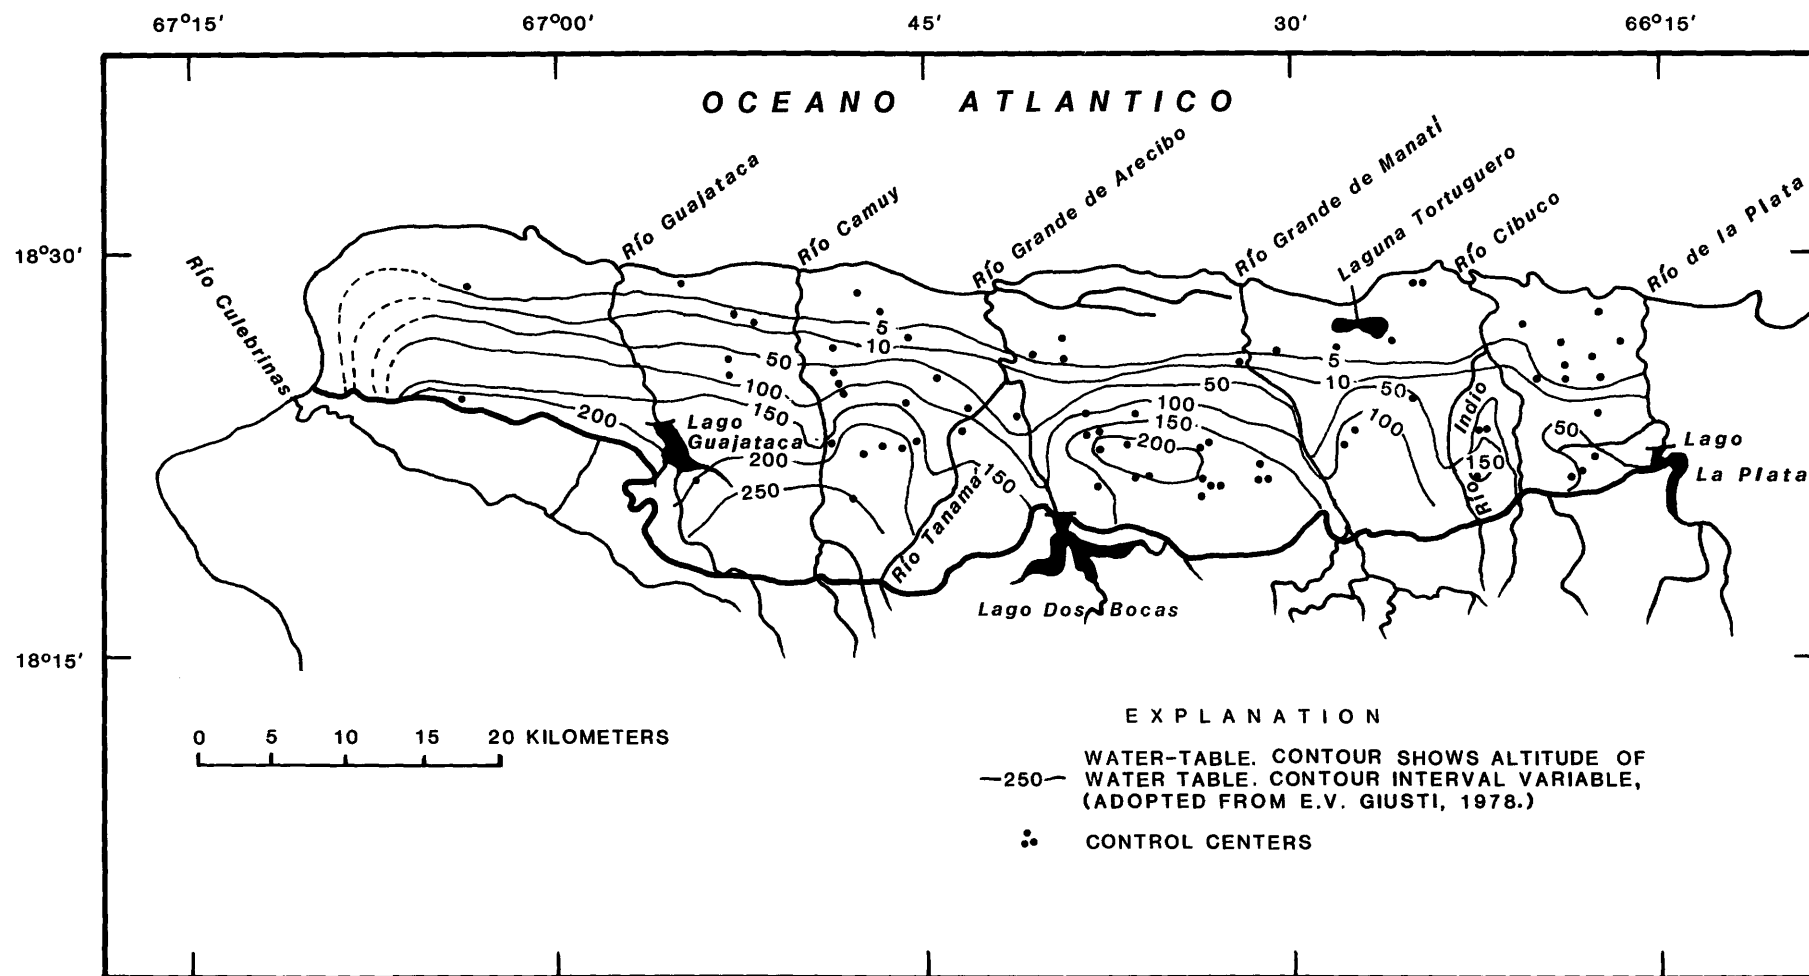 67°15' 67°00' 45' 30' 66°15'
OCEANO ATLANTICO
Río Culebrinas
Río Guajataca
Río Camuy
Río Grande de Arecibo
Río Grande de Manatí
Laguna Tortuguero
Río Cibuco
Río de la Plata
18°30'
5
10
50
100
150
200
Lago
Guajataca
200
250
150
Río Tanama
50
100
150
200
5
10
50
100
Río Indio
150
50
Lago
La Plata
Lago Dos Bocas
18°15'
0 5 10 15 20 KILOMETERS
EXPLANATION
WATER-TABLE. CONTOUR SHOWS ALTITUDE OF
—250— WATER TABLE. CONTOUR INTERVAL VARIABLE,
(ADOPTED FROM E.V. GIUSTI, 1978.)
CONTROL CENTERS